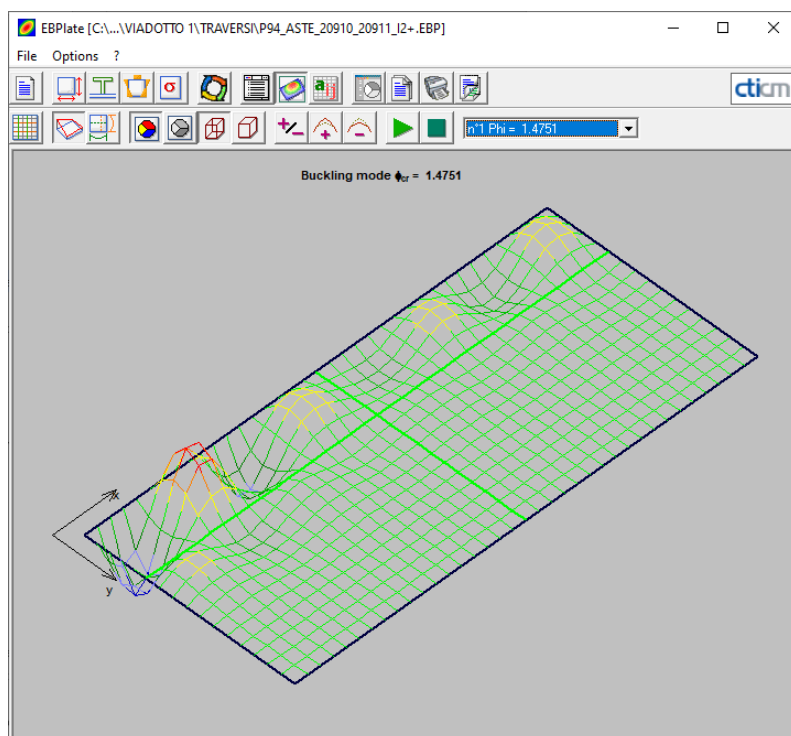 EBPlate [C:\...\VIADOTTO 1\TRAVERSI\P94_ASTE_20910_20911_I2+.EBP]
File Options ?
σ
cticm
n°1 Phi = 1.4751
Buckling mode ϕcr = 1.4751
x
y